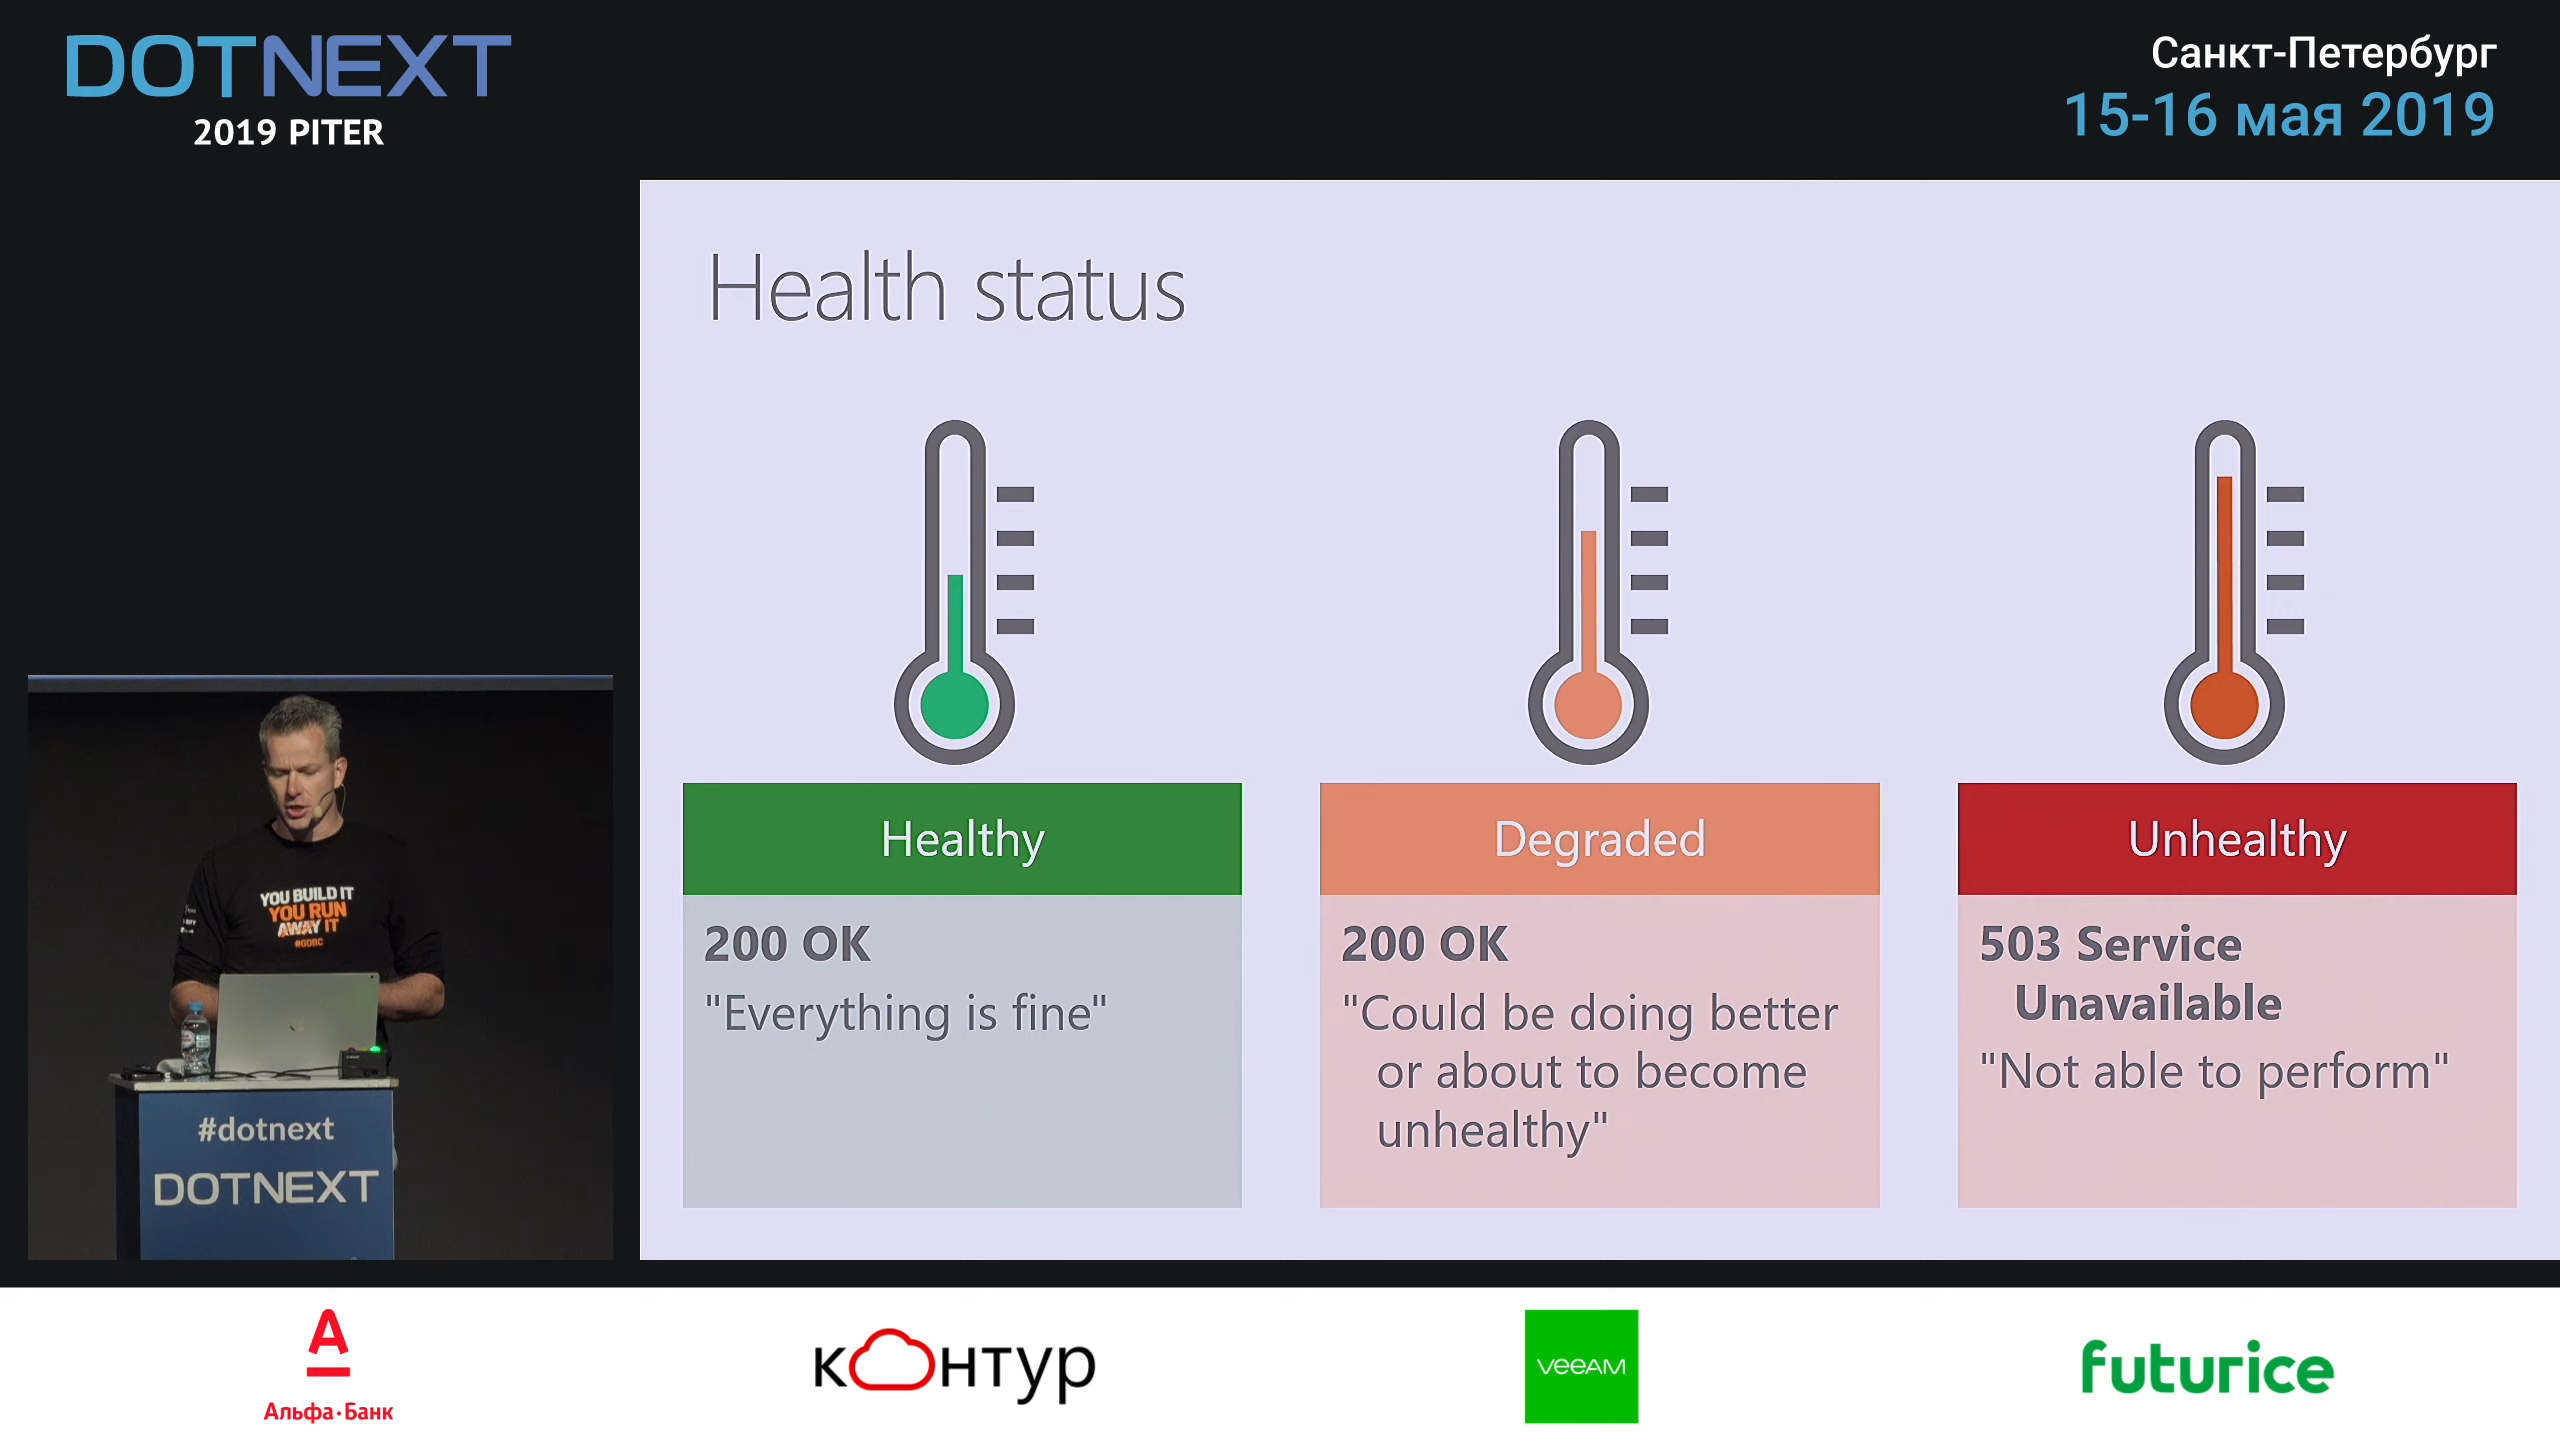 DOTNEXT
2019 PITER
Санкт-Петербург
15-16 мая 2019
Health status
Healthy
200 OK
"Everything is fine"
Degraded
200 OK
"Could be doing better
or about to become
unhealthy"
Unhealthy
503 Service
Unavailable
"Not able to perform"
YOU BUILD IT
YOU RUN
AWAY IT
#GDBC
#dotnext
DOTNEXT
Альфа·Банк
контур
veeam
futurice